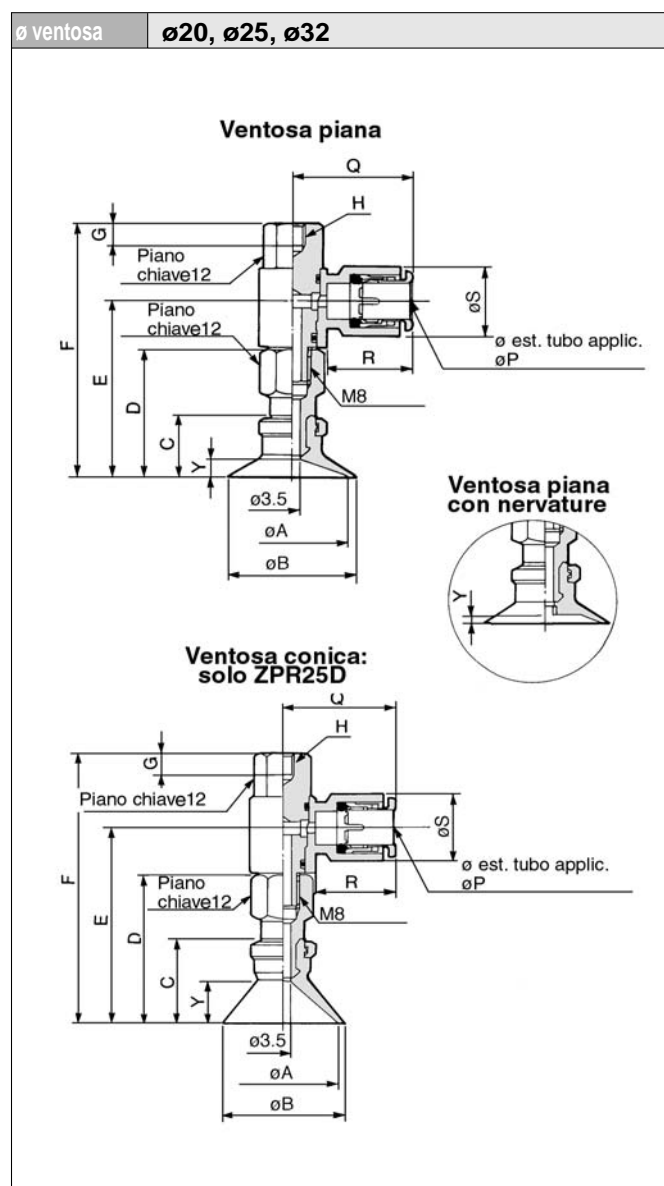 ø ventosa ø20, ø25, ø32
Ventosa piana
Q
H
G
Piano
chiave12
Piano
chiave12
F
E
D
C
Y
øS
R
ø est. tubo applic.
øP
M8
ø3.5
øA
øB
Ventosa piana
con nervature
Y
Ventosa conica:
solo ZPR25D
Q
H
G
Piano chiave12
Piano
chiave12
F
E
D
C
Y
øS
R
ø est. tubo applic.
øP
M8
ø3.5
øA
øB